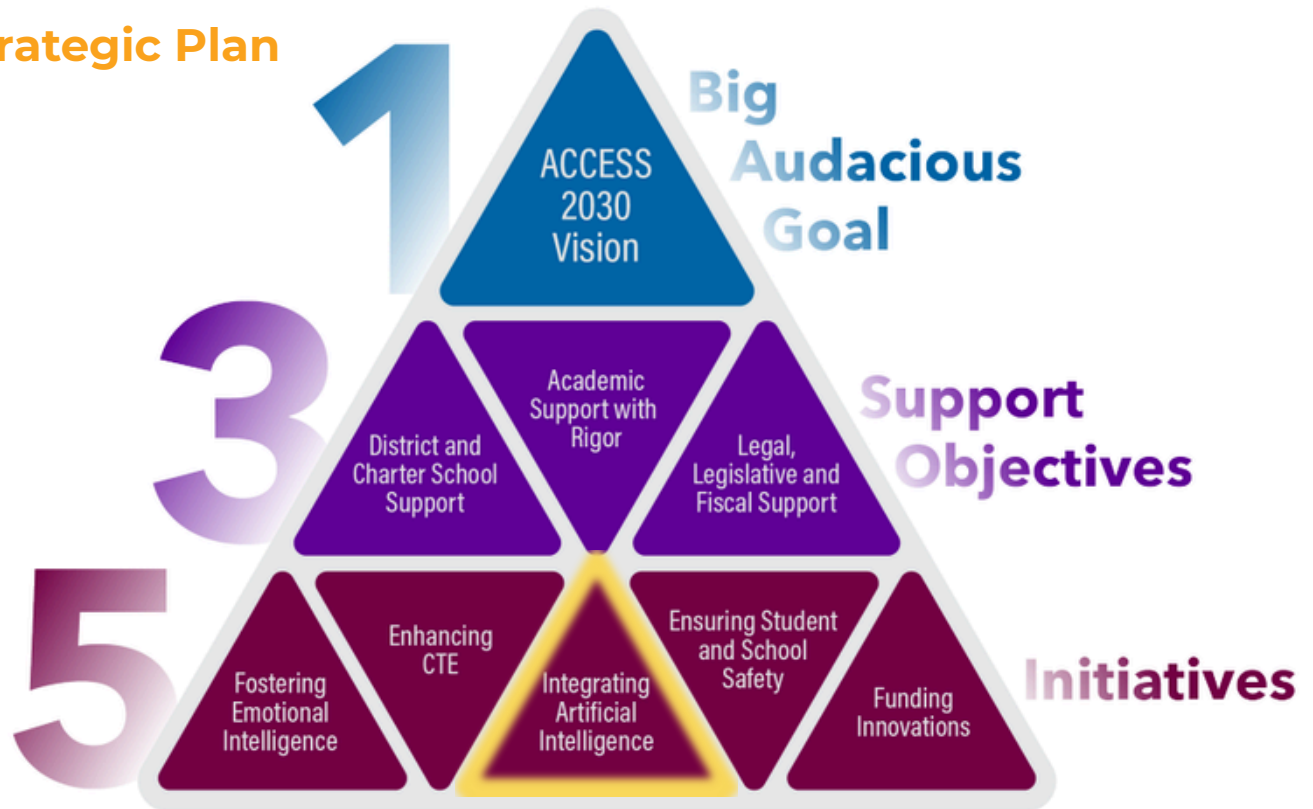 rategic Plan
1
Big
Audacious
Goal
ACCESS
2030
Vision
3
Support
Objectives
District and
Charter School
Support
Academic
Support with
Rigor
Legal,
Legislative and
Fiscal Support
5
Initiatives
Fostering
Emotional
Intelligence
Enhancing
CTE
Integrating
Artificial
Intelligence
Ensuring Student
and School
Safety
Funding
Innovations